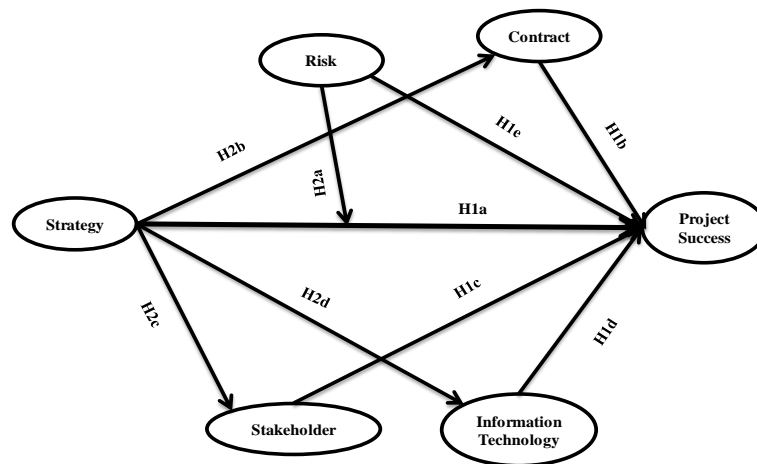 Contract
Risk
H1e
H1b
H2b
H2a
H1a
Strategy
Project
Success
H1c
H2d
H2c
H1d
Stakeholder
Information
Technology